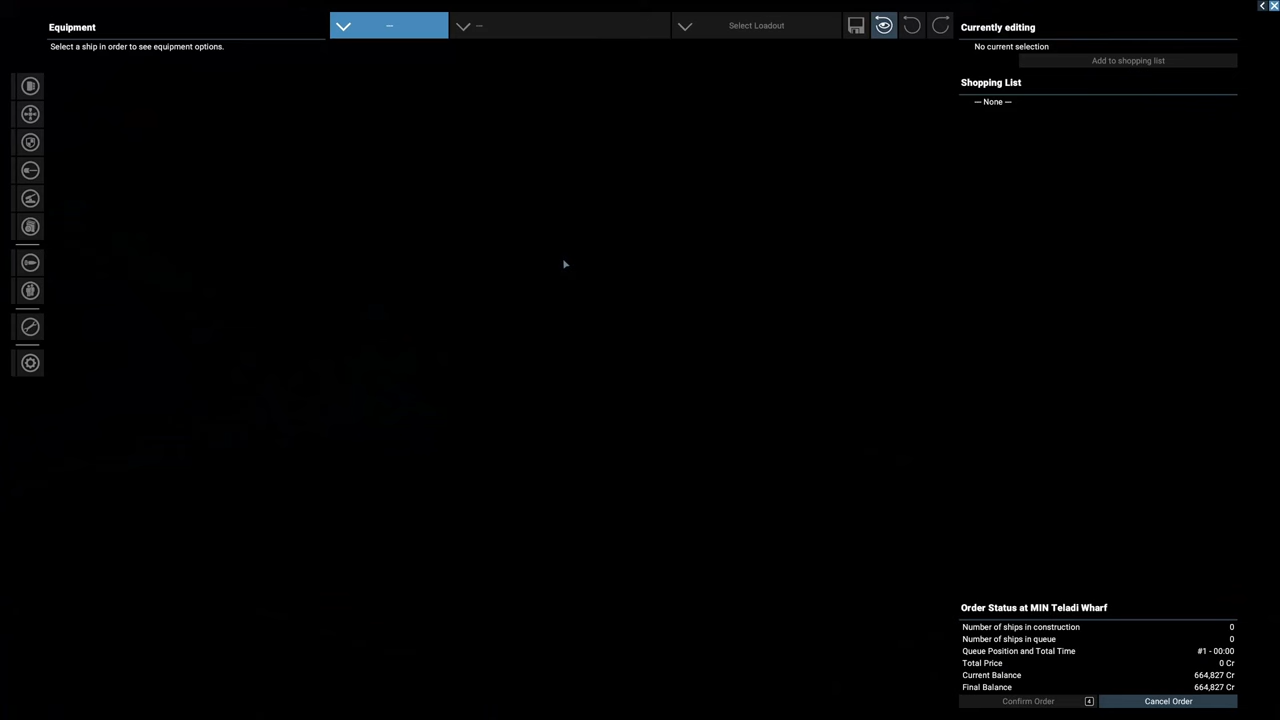 Equipment
Select a ship in order to see equipment options.
—
—
Select Loadout
Currently editing
No current selection
Add to shopping list
Shopping List
— None —
Order Status at MIN Teladi Wharf
Number of ships in construction 0
Number of ships in queue 0
Queue Position and Total Time #1 - 00:00
Total Price 0 Cr
Current Balance 664,827 Cr
Final Balance 664,827 Cr
Confirm Order 4 Cancel Order